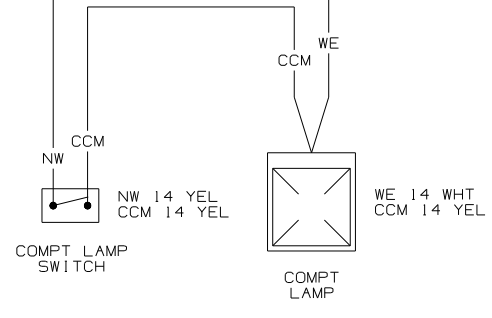 WE
CCM
CCM
NW
NW 14 YEL
CCM 14 YEL
WE 14 WHT
CCM 14 YEL
COMPT LAMP
SWITCH
COMPT
LAMP